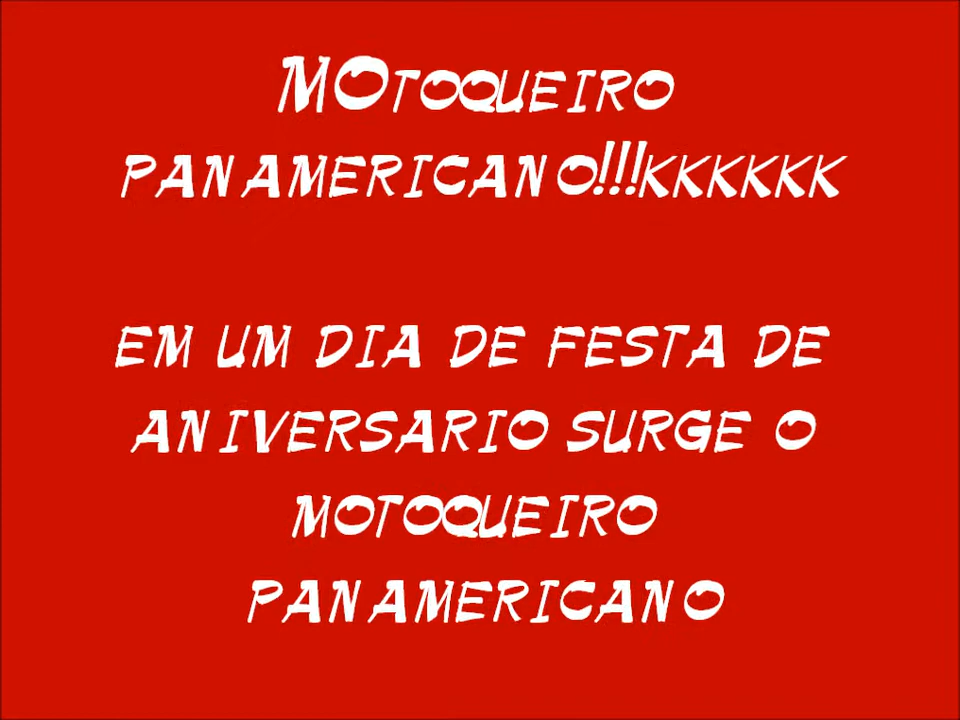 MOTOQUEIRO
PANAMERICANO!!!KKKKKK
EM UM DIA DE FESTA DE
ANIVERSARIO SURGE O
MOTOQUEIRO
PANAMERICANO